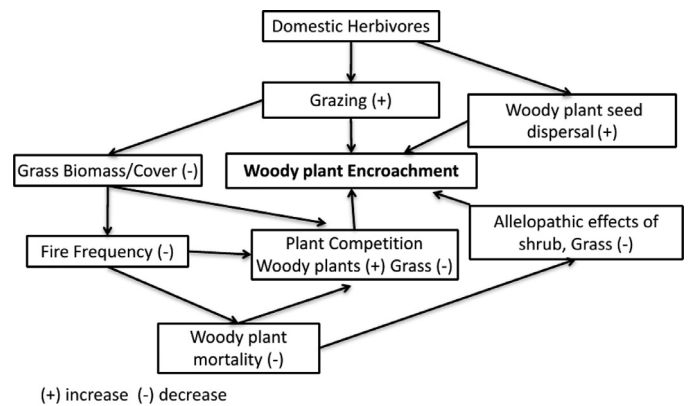 Domestic Herbivores
Grazing (+)
Woody plant seed
dispersal (+)
Grass Biomass/Cover (-)
Woody plant Encroachment
Allelopathic effects of
shrub, Grass (-)
Fire Frequency (-)
Plant Competition
Woody plants (+) Grass (-)
Woody plant
mortality (-)
(+) increase (-) decrease